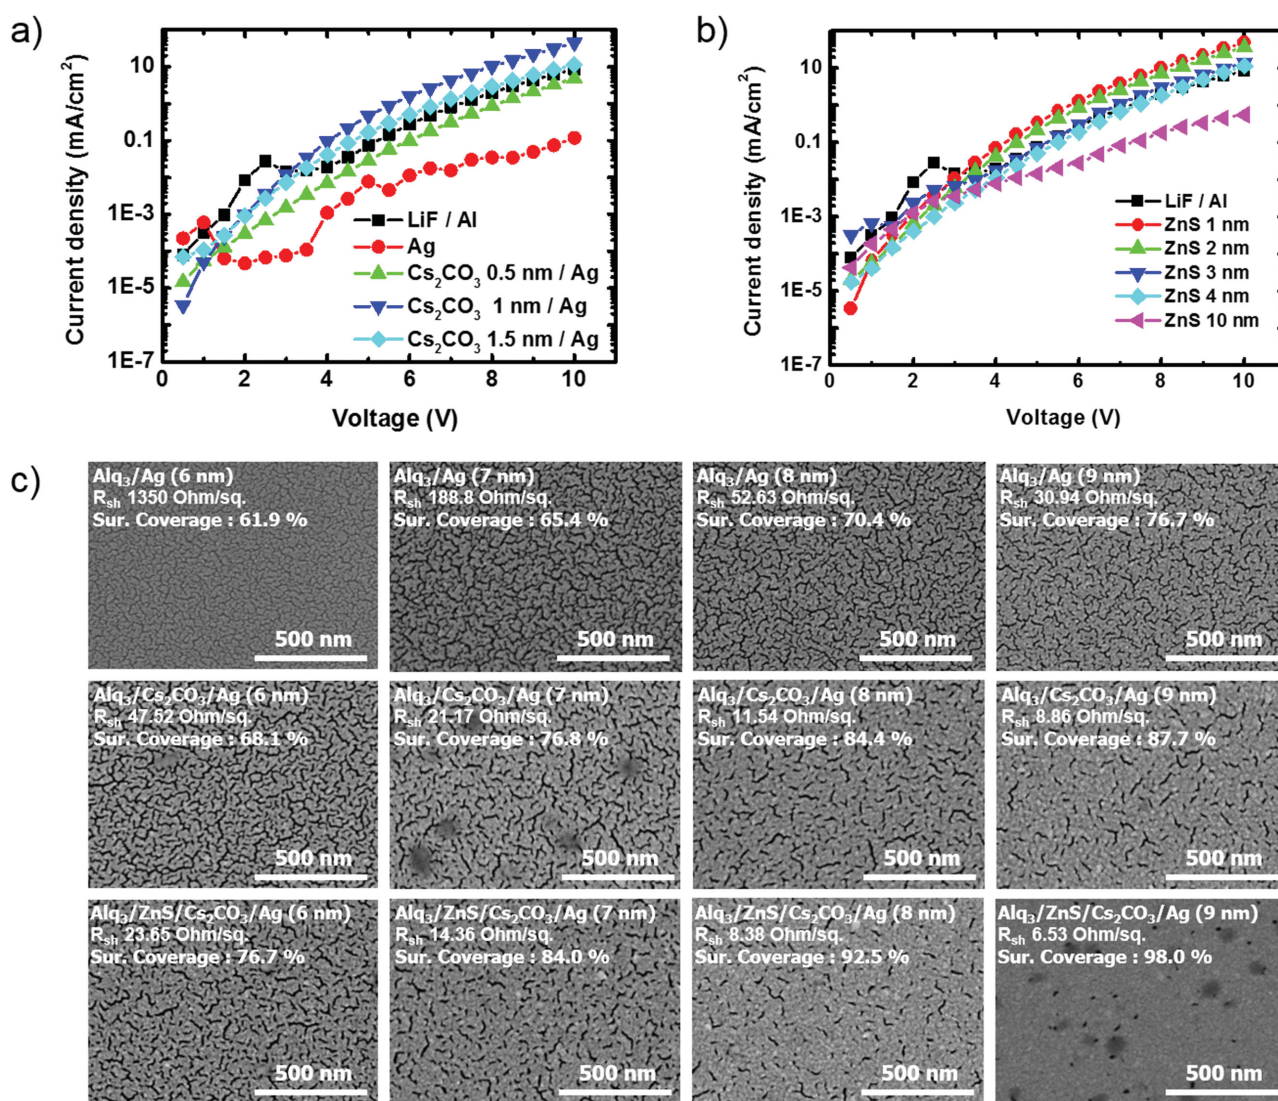 a)
Current density (mA/cm²)
10
0.1
1E-3
1E-5
1E-7
0
2
4
6
8
10
Voltage (V)
LiF / Al
Ag
Cs₂CO₃ 0.5 nm / Ag
Cs₂CO₃ 1 nm / Ag
Cs₂CO₃ 1.5 nm / Ag
b)
Current density (mA/cm²)
10
0.1
1E-3
1E-5
1E-7
0
2
4
6
8
10
Voltage (V)
LiF / Al
ZnS 1 nm
ZnS 2 nm
ZnS 3 nm
ZnS 4 nm
ZnS 10 nm
c)
Alq₃/Ag (6 nm)
Rsh 1350 Ohm/sq.
Sur. Coverage : 61.9 %
500 nm
Alq₃/Ag (7 nm)
Rsh 188.8 Ohm/sq.
Sur. Coverage : 65.4 %
500 nm
Alq₃/Ag (8 nm)
Rsh 52.63 Ohm/sq.
Sur. Coverage : 70.4 %
500 nm
Alq₃/Ag (9 nm)
Rsh 30.94 Ohm/sq.
Sur. Coverage : 76.7 %
500 nm
Alq₃/Cs₂CO₃/Ag (6 nm)
Rsh 47.52 Ohm/sq.
Sur. Coverage : 68.1 %
500 nm
Alq₃/Cs₂CO₃/Ag (7 nm)
Rsh 21.17 Ohm/sq.
Sur. Coverage : 76.8 %
500 nm
Alq₃/Cs₂CO₃/Ag (8 nm)
Rsh 11.54 Ohm/sq.
Sur. Coverage : 84.4 %
500 nm
Alq₃/Cs₂CO₃/Ag (9 nm)
Rsh 8.86 Ohm/sq.
Sur. Coverage : 87.7 %
500 nm
Alq₃/ZnS/Cs₂CO₃/Ag (6 nm)
Rsh 23.65 Ohm/sq.
Sur. Coverage : 76.7 %
500 nm
Alq₃/ZnS/Cs₂CO₃/Ag (7 nm)
Rsh 14.36 Ohm/sq.
Sur. Coverage : 84.0 %
500 nm
Alq₃/ZnS/Cs₂CO₃/Ag (8 nm)
Rsh 8.38 Ohm/sq.
Sur. Coverage : 92.5 %
500 nm
Alq₃/ZnS/Cs₂CO₃/Ag (9 nm)
Rsh 6.53 Ohm/sq.
Sur. Coverage : 98.0 %
500 nm